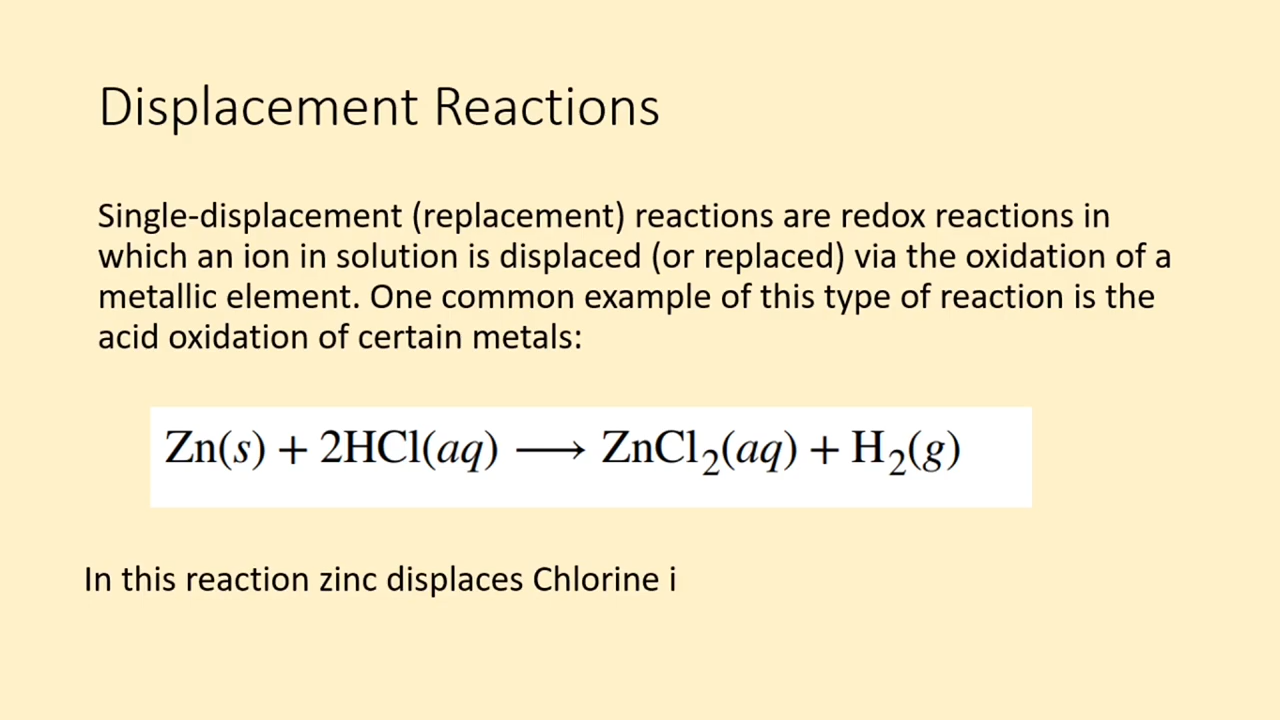 Displacement Reactions
Single-displacement (replacement) reactions are redox reactions in
which an ion in solution is displaced (or replaced) via the oxidation of a
metallic element. One common example of this type of reaction is the
acid oxidation of certain metals:
Zn(s) + 2HCl(aq) ⟶ ZnCl₂(aq) + H₂(g)
In this reaction zinc displaces Chlorine i